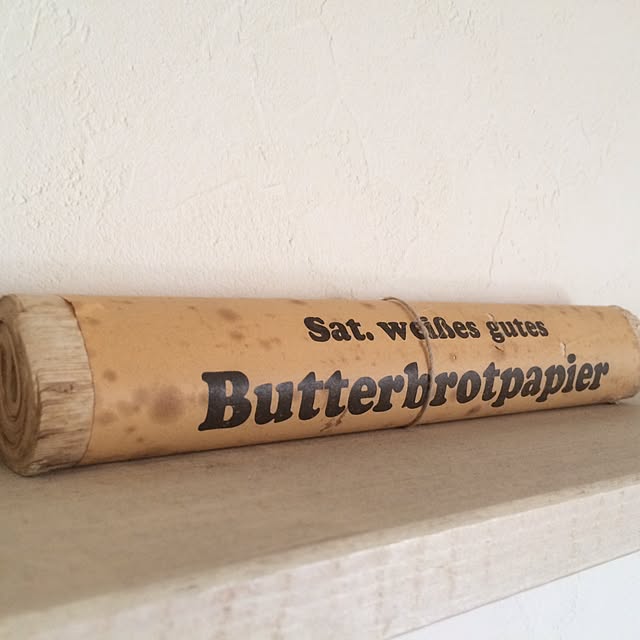 Sat. weißes gutes
Butterbrotpapier